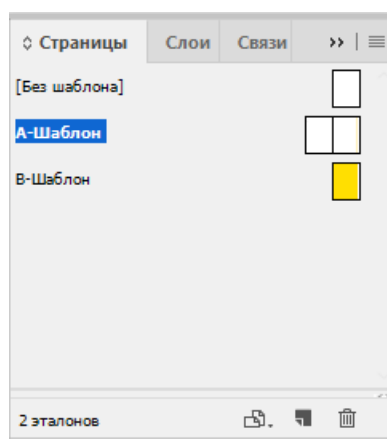 Страницы Слои Связи
[Без шаблона]
A-Шаблон
B-Шаблон
2 эталонов